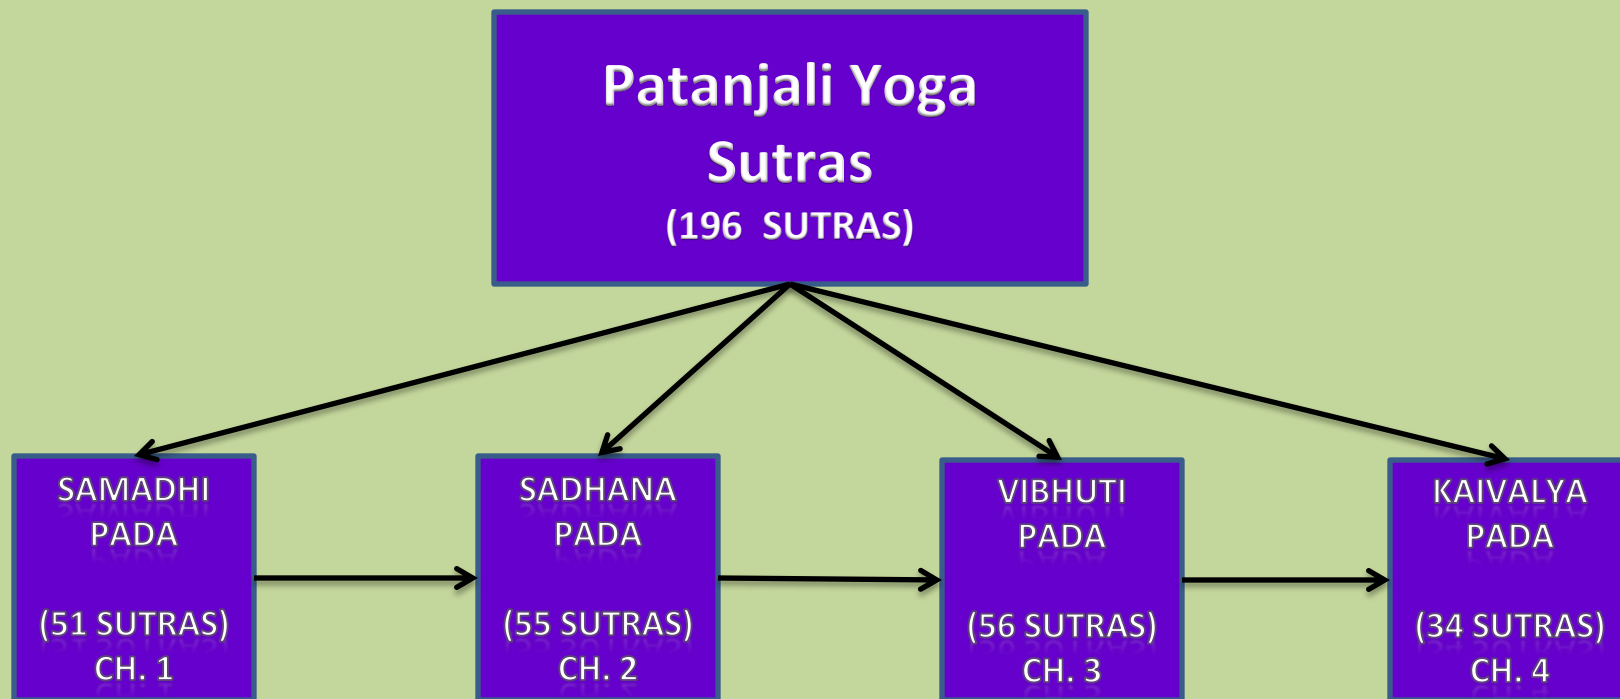 Patanjali Yoga
Sutras
(196 SUTRAS)
SAMADHI
PADA
(51 SUTRAS)
CH. 1
SADHANA
PADA
(55 SUTRAS)
CH. 2
VIBHUTI
PADA
(56 SUTRAS)
CH. 3
KAIVALYA
PADA
(34 SUTRAS)
CH. 4